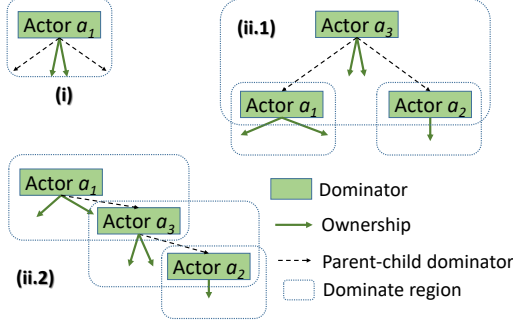 Actor a1
(i)
(ii.1)
Actor a3
Actor a1
Actor a2
Actor a1
Actor a3
Actor a2
(ii.2)
Dominator
Ownership
Parent-child dominator
Dominate region